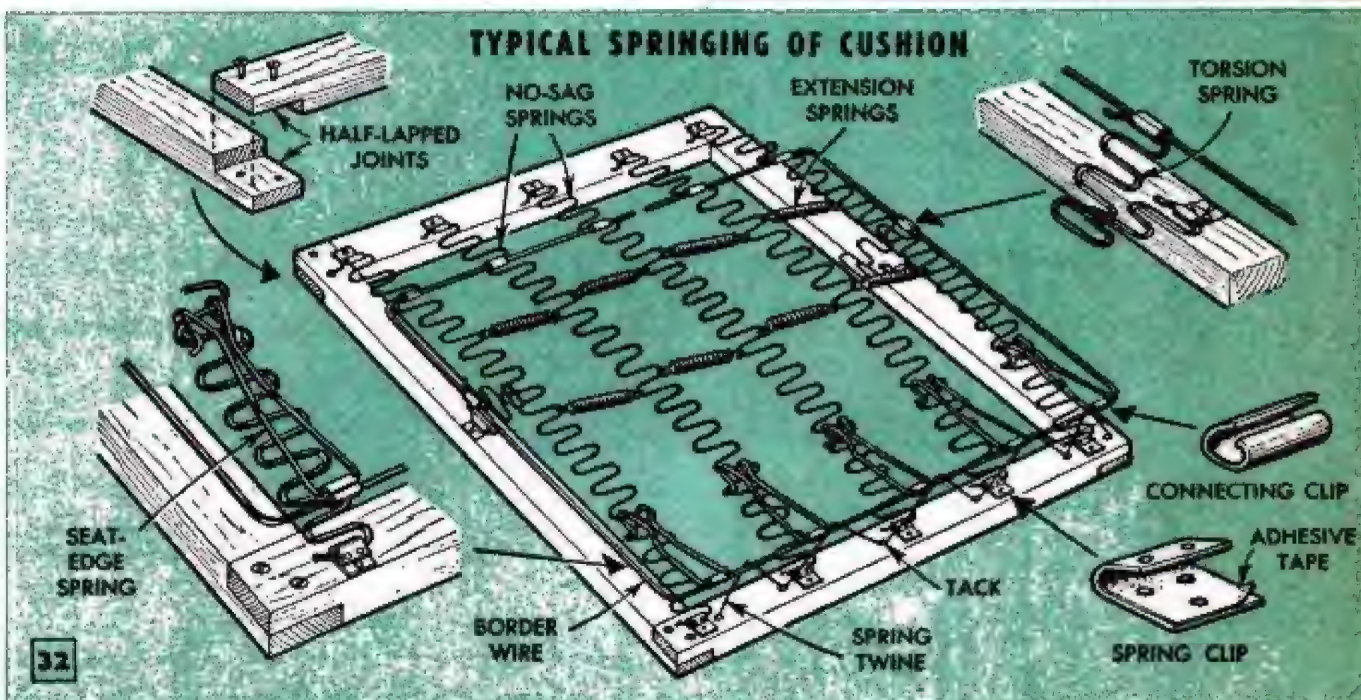 TYPICAL SPRINGING OF CUSHION
HALF-LAPPED
JOINTS
NO-SAG
SPRINGS
EXTENSION
SPRINGS
TORSION
SPRING
SEAT-
EDGE
SPRING
BORDER
WIRE
SPRING
TWINE
TACK
CONNECTING CLIP
ADHESIVE
TAPE
SPRING CLIP
32